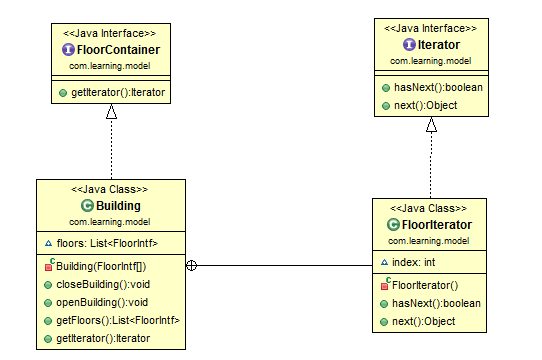 <<Java Interface>>
FloorContainer
com.learning.model
getIterator():Iterator
<<Java Interface>>
Iterator
com.learning.model
hasNext():boolean
next():Object
<<Java Class>>
Building
com.learning.model
floors: List<FloorIntf>
Building(FloorIntf[])
closeBuilding():void
openBuilding():void
getFloors():List<FloorIntf>
getIterator():Iterator
<<Java Class>>
FloorIterator
com.learning.model
index: int
FloorIterator()
hasNext():boolean
next():Object